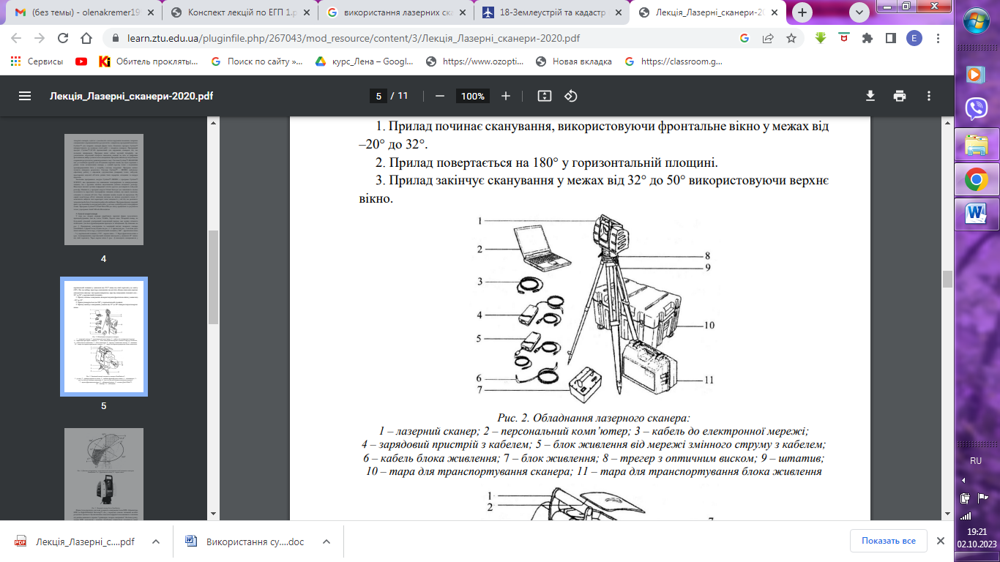 (без темы) - olenakremer19
Конспект лекцій по ЕГП 1.р
використання лазерних ска
18-Землеустрій та кадастр
Лекція_Лазерні_сканери-20
learn.ztu.edu.ua/pluginfile.php/267043/mod_resource/content/3/Лекція_Лазерні_сканери-2020.pdf
E
Сервисы
Обитель прокляты...
Поиск по сайту »...
курс_Лена – Googl...
https://www.ozopti...
Новая вкладка
https://classroom.g...
Лекція_Лазерні_сканери-2020.pdf
5 / 11
100%
4
5
1. Прилад починає сканування, використовуючи фронтальне вікно у межах від
–20° до 32°.
2. Прилад повертається на 180° у горизонтальній площині.
3. Прилад закінчує сканування у межах від 32° до 50° використовуючи верхнє
вікно.
1
2
3
4
5
6
7
8
9
10
11
Рис. 2. Обладнання лазерного сканера:
1 – лазерний сканер; 2 – персональний комп’ютер; 3 – кабель до електронної мережі;
4 – зарядовий пристрій з кабелем; 5 – блок живлення від мережі змінного струму з кабелем;
6 – кабель блока живлення; 7 – блок живлення; 8 – трегер з оптичним виском; 9 – штатив;
10 – тара для транспортування сканера; 11 – тара для транспортування блока живлення
1
2
RU
19:21
02.10.2023
Лекція_Лазерні_с....pdf
Використання су....doc
Показать все